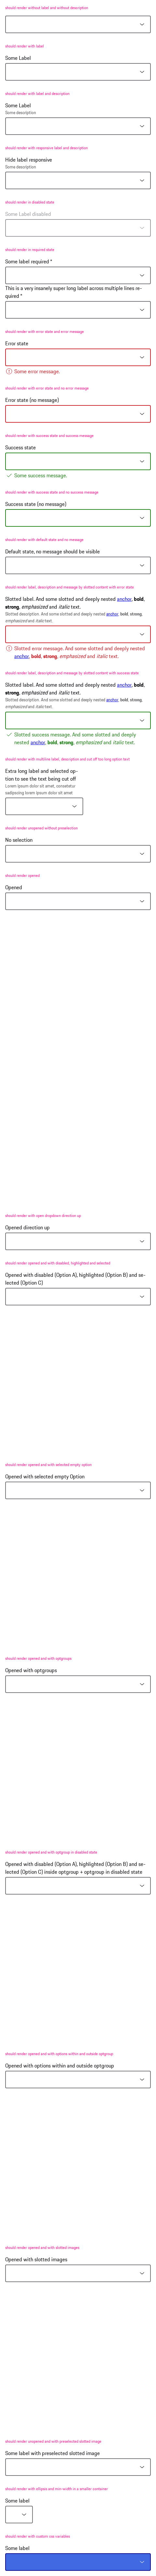 should render without label and without description
should render with label
Some Label
should render with label and description
Some Label
Some description
should render with responsive label and description
Hide label responsive
Some description
should render in disabled state
Some Label disabled
should render in required state
Some label required *
This is a very insanely super long label across multiple lines re-
quired *
should render with error state and error message
Error state
Some error message.
should render with error state and no error message
Error state (no message)
should render with success state and success message
Success state
Some success message.
should render with success state and no success message
Success state (no message)
should render with default state and no message
Default state, no message should be visible
should render label, description and message by slotted content with error state
Slotted label. And some slotted and deeply nested anchor, bold,
strong, emphasized and italic text.
Slotted description. And some slotted and deeply nested anchor, bold, strong,
emphasized and italic text.
Slotted error message. And some slotted and deeply nested
anchor, bold, strong, emphasized and italic text.
should render label, description and message by slotted content with success state
Slotted label. And some slotted and deeply nested anchor, bold,
strong, emphasized and italic text.
Slotted description. And some slotted and deeply nested anchor, bold, strong,
emphasized and italic text.
Slotted success message. And some slotted and deeply
nested anchor, bold, strong, emphasized and italic text.
should render with multiline label, description and cut off too long option text
Extra long label and selected op-
tion to see the text being cut off
Lorem ipsum dolor sit amet, consetetur
sadipscing lorem ipsum dolor sit amet
should render unopened without preselection
No selection
should render opened
Opened
should render with open dropdown direction up
Opened direction up
should render opened and with disabled, highlighted and selected
Opened with disabled (Option A), highlighted (Option B) and se-
lected (Option C)
should render opened and with selected empty option
Opened with selected empty Option
should render opened and with optgroups
Opened with optgroups
should render opened and with optgroup in disabled state
Opened with disabled (Option A), highlighted (Option B) and se-
lected (Option C) inside optgroup + optgroup in disabled state
should render opened and with options within and outside optgroup
Opened with options within and outside optgroup
should render opened and with slotted images
Opened with slotted images
should render unopened and with preselected slotted image
Some label with preselected slotted image
should render with ellipsis and min-width in a smaller container
Some label
should render with custom css variables
Some label